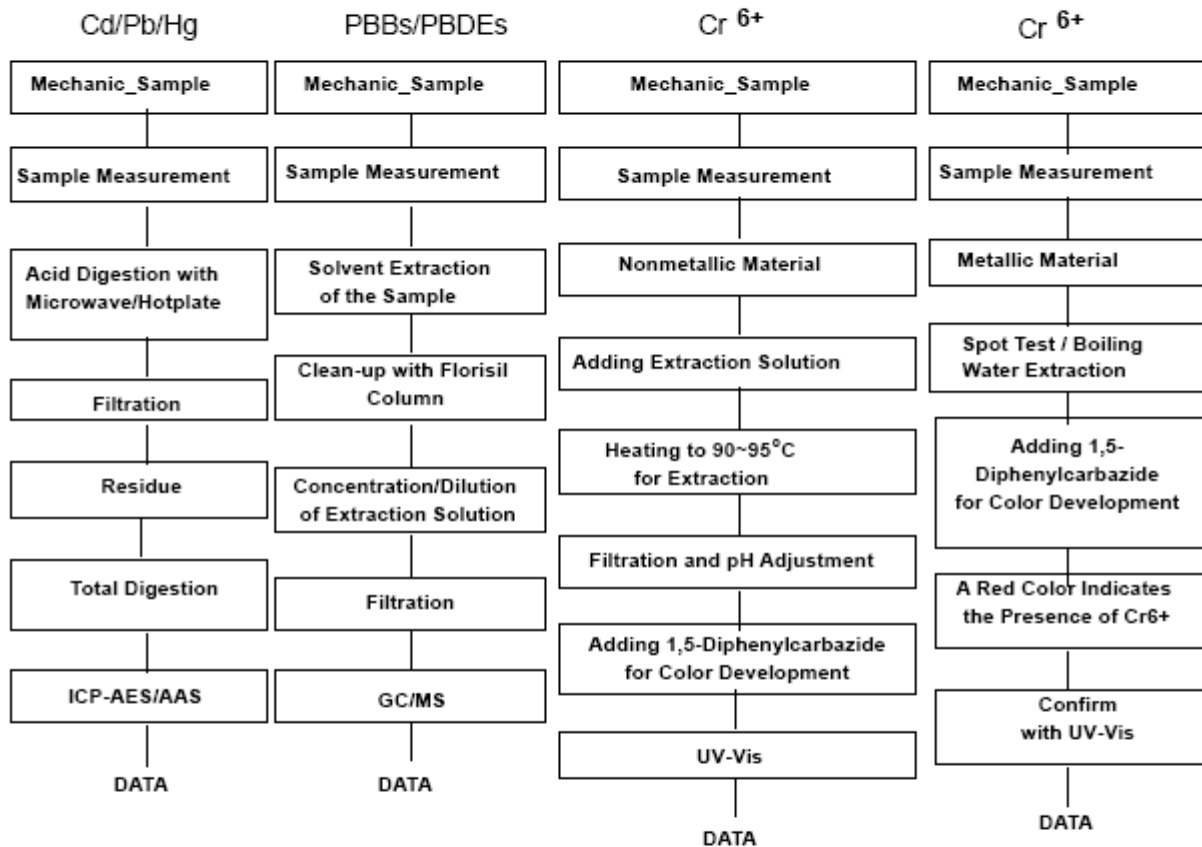 Cd/Pb/Hg
Mechanic_Sample
Sample Measurement
Acid Digestion with
Microwave/Hotplate
Filtration
Residue
Total Digestion
ICP-AES/AAS
DATA
PBBs/PBDEs
Mechanic_Sample
Sample Measurement
Solvent Extraction
of the Sample
Clean-up with Florisil
Column
Concentration/Dilution
of Extraction Solution
Filtration
GC/MS
DATA
Cr 6+
Mechanic_Sample
Sample Measurement
Nonmetallic Material
Adding Extraction Solution
Heating to 90~95°C
for Extraction
Filtration and pH Adjustment
Adding 1,5-Diphenylcarbazide
for Color Development
UV-Vis
DATA
Cr 6+
Mechanic_Sample
Sample Measurement
Metallic Material
Spot Test / Boiling
Water Extraction
Adding 1,5-
Diphenylcarbazide
for Color Development
A Red Color Indicates
the Presence of Cr6+
Confirm
with UV-Vis
DATA